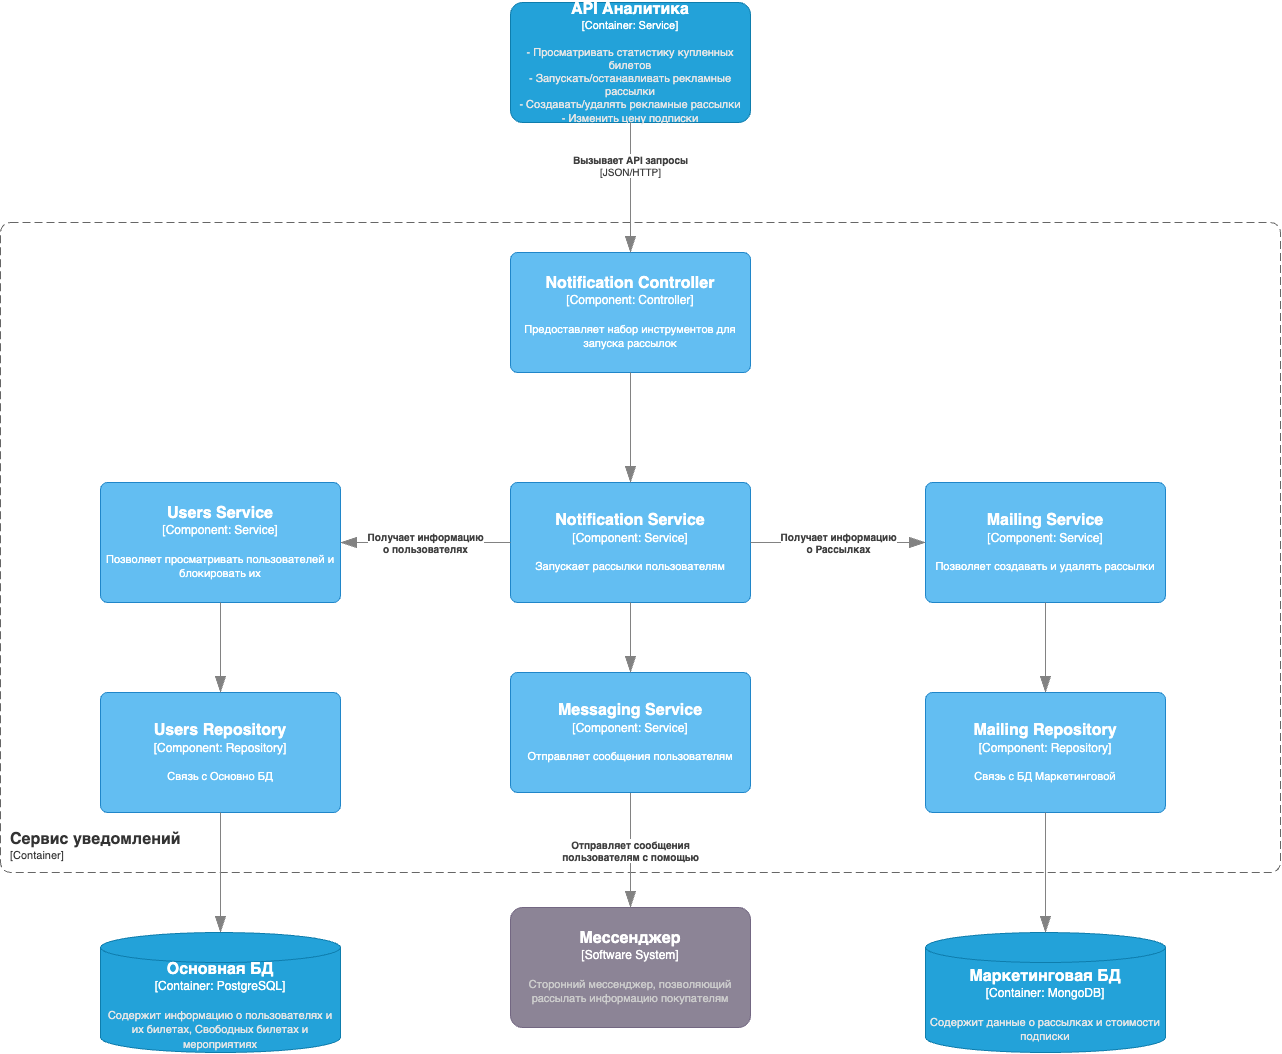 API Аналитика
[Container: Service]
- Просматривать статистику купленных
билетов
- Запускать/останавливать рекламные
рассылки
- Создавать/удалять рекламные рассылки
- Изменить цену подписки
Вызывает API запросы
[JSON/HTTP]
Notification Controller
[Component: Controller]
Предоставляет набор инструментов для
запуска рассылок
Users Service
[Component: Service]
Позволяет просматривать пользователей и
блокировать их
Получает информацию
о пользователях
Notification Service
[Component: Service]
Запускает рассылки пользователям
Получает информацию
о Рассылках
Mailing Service
[Component: Service]
Позволяет создавать и удалять рассылки
Users Repository
[Component: Repository]
Связь с Основно БД
Messaging Service
[Component: Service]
Отправляет сообщения пользователям
Mailing Repository
[Component: Repository]
Связь с БД Маркетинговой
Сервис уведомлений
[Container]
Отправляет сообщения
пользователям с помощью
Основная БД
[Container: PostgreSQL]
Содержит информацию о пользователях и
их билетах, Свободных билетах и
мероприятиях
Мессенджер
[Software System]
Сторонний мессенджер, позволяющий
рассылать информацию покупателям
Маркетинговая БД
[Container: MongoDB]
Содержит данные о рассылках и стоимости
подписки